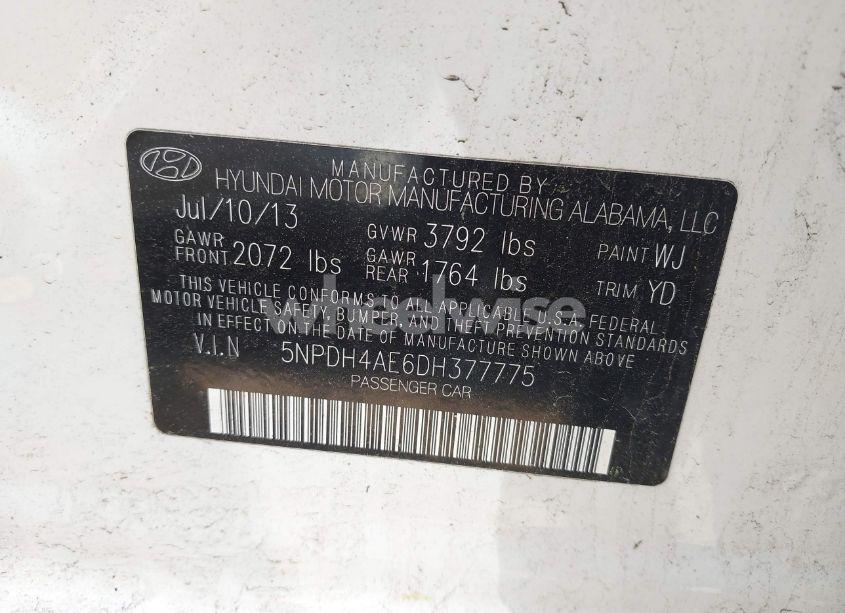 MANUFACTURED BY
HYUNDAI MOTOR MANUFACTURING ALABAMA, LLC
Jul/10/13 GVWR 3792 lbs PAINT WJ
GAWR FRONT 2072 lbs GAWR REAR 1764 lbs TRIM YD
THIS VEHICLE CONFORMS TO ALL APPLICABLE U.S.A. FEDERAL
MOTOR VEHICLE SAFETY, BUMPER, AND THEFT PREVENTION STANDARDS
IN EFFECT ON THE DATE OF MANUFACTURE SHOWN ABOVE
V.I.N 5NPDH4AE6DH377775
PASSENGER CAR
wheelwise